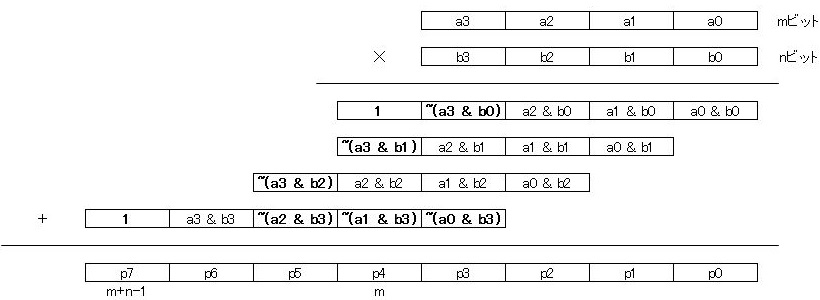 a3 a2 a1 a0 mビット
× b3 b2 b1 b0 nビット
1 ~(a3 & b0) a2 & b0 a1 & b0 a0 & b0
~(a3 & b1) a2 & b1 a1 & b1 a0 & b1
~(a3 & b2) a2 & b2 a1 & b2 a0 & b2
+ 1 a3 & b3 ~(a2 & b3) ~(a1 & b3) ~(a0 & b3)
p7 p6 p5 p4 p3 p2 p1 p0
m+n-1 m